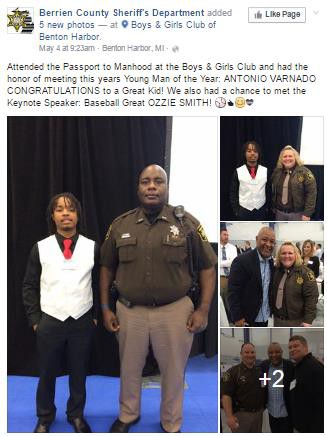 Berrien County Sheriff's Department added
5 new photos — at Boys & Girls Club of
Benton Harbor.
May 4 at 9:23am · Benton Harbor, MI ·
Like Page
Attended the Passport to Manhood at the Boys & Girls Club and had the
honor of meeting this years Young Man of the Year: ANTONIO VARNADO
CONGRATULATIONS to a Great Kid! We also had a chance to met the
Keynote Speaker: Baseball Great OZZIE SMITH!
+2